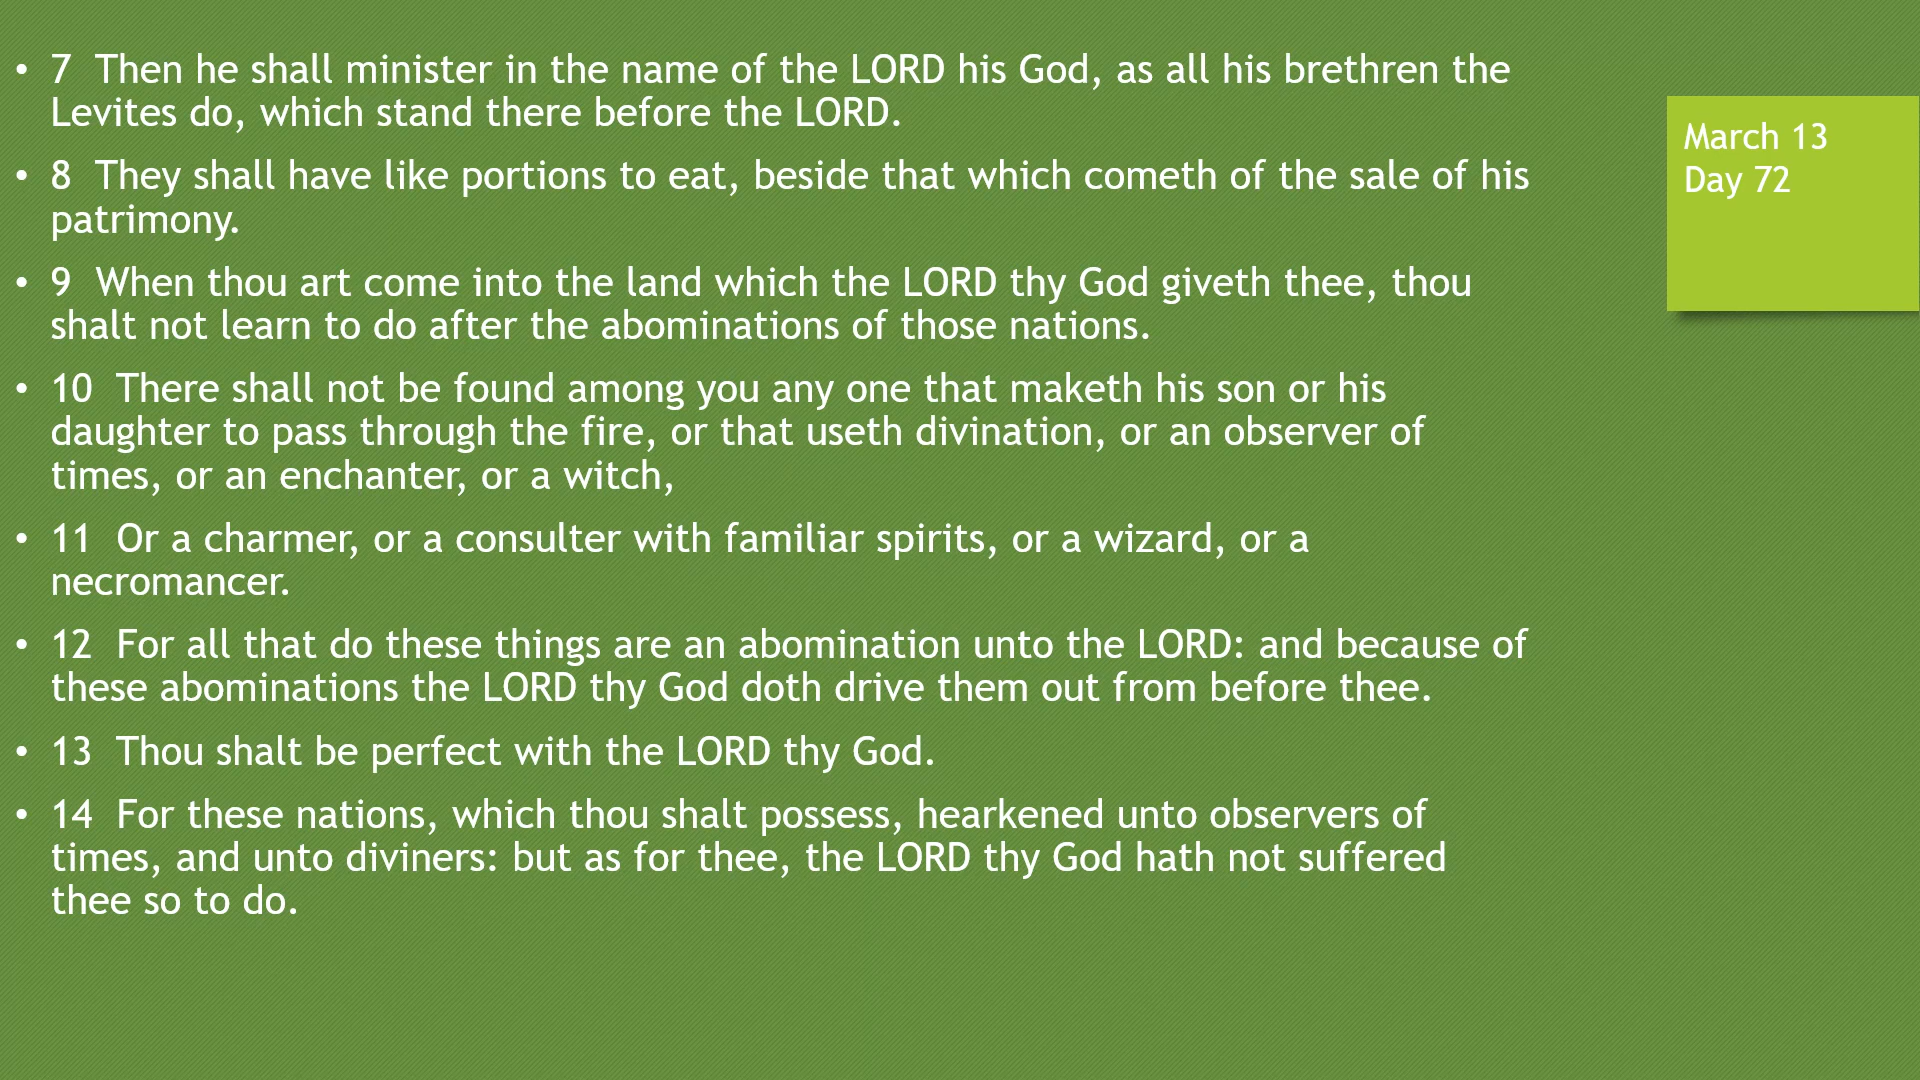 • 7  Then he shall minister in the name of the LORD his God, as all his brethren the
Levites do, which stand there before the LORD.
• 8  They shall have like portions to eat, beside that which cometh of the sale of his
patrimony.
• 9  When thou art come into the land which the LORD thy God giveth thee, thou
shalt not learn to do after the abominations of those nations.
• 10  There shall not be found among you any one that maketh his son or his
daughter to pass through the fire, or that useth divination, or an observer of
times, or an enchanter, or a witch,
• 11  Or a charmer, or a consulter with familiar spirits, or a wizard, or a
necromancer.
• 12  For all that do these things are an abomination unto the LORD: and because of
these abominations the LORD thy God doth drive them out from before thee.
• 13  Thou shalt be perfect with the LORD thy God.
• 14  For these nations, which thou shalt possess, hearkened unto observers of
times, and unto diviners: but as for thee, the LORD thy God hath not suffered
thee so to do.
March 13
Day 72